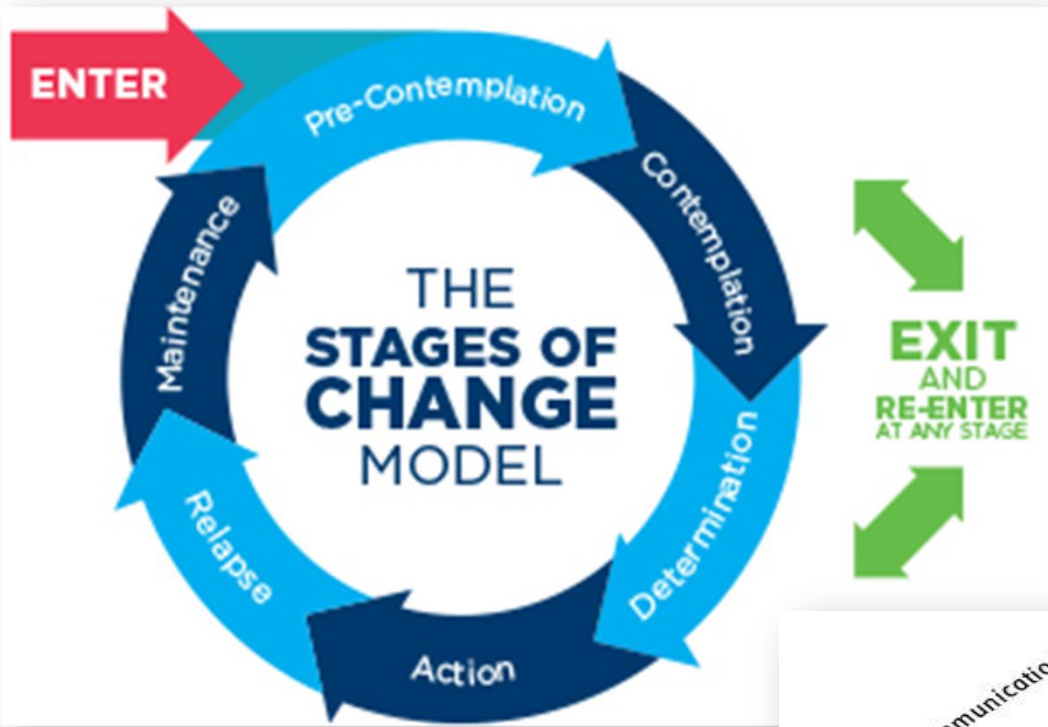 ENTER
Pre-Contemplation
Contemplation
Determination
Action
Relapse
Maintenance
THE
STAGES OF
CHANGE
MODEL
EXIT
AND
RE-ENTER
AT ANY STAGE